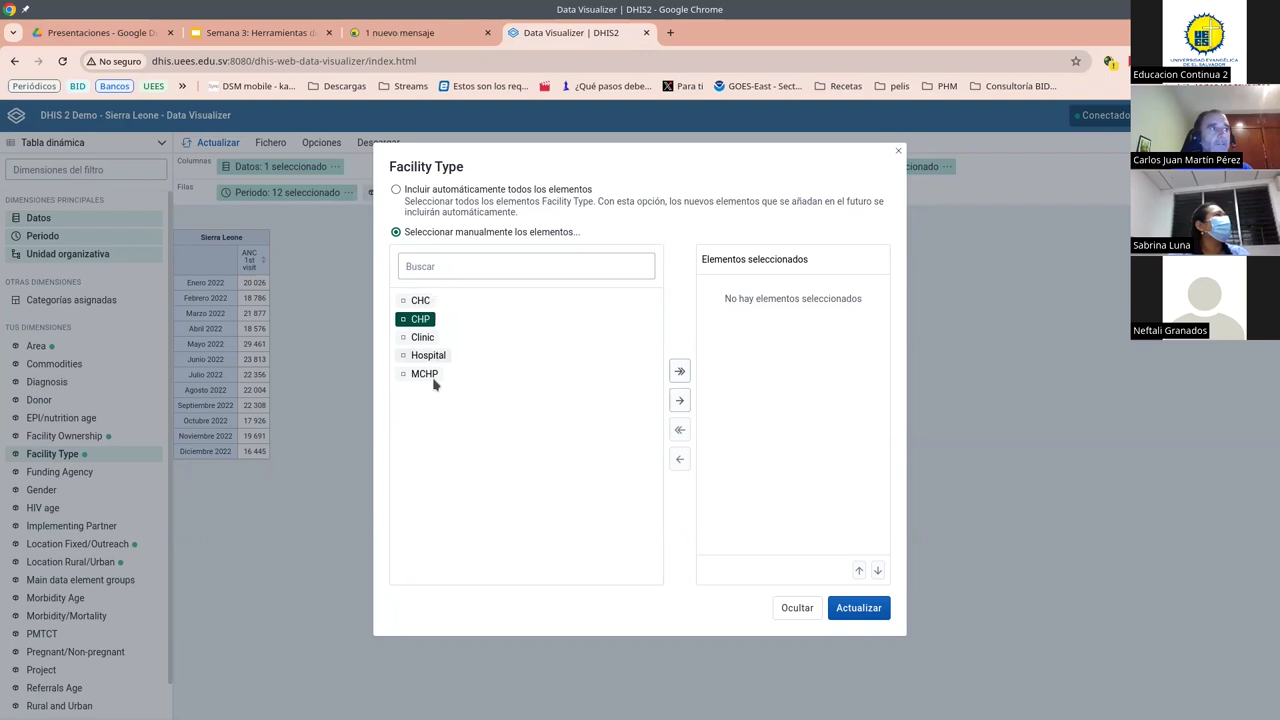 Data Visualizer | DHIS2 - Google Chrome
Presentaciones - Google D
Semana 3: Herramientas d
1 nuevo mensaje
Data Visualizer | DHIS2
No seguro
dhis.uees.edu.sv:8080/dhis-web-data-visualizer/index.html
Periódicos
BID
Bancos
UEES
DSM mobile - ka...
Descargas
Streams
Estos son los req...
¿Qué pasos debe...
Para ti
GOES-East - Sect...
Recetas
pelis
PHM
Consultoría BID...
DHIS 2 Demo - Sierra Leone - Data Visualizer
Conectado
Tabla dinámica
Actualizar
Fichero
Opciones
Descargar
Dimensiones del filtro
Columnas
Datos: 1 seleccionado
cionado
Filas
Periodo: 12 seleccionado
DIMENSIONES PRINCIPALES
Datos
Periodo
Unidad organizativa
OTRAS DIMENSIONES
Categorías asignadas
TUS DIMENSIONES
Area
Commodities
Diagnosis
Donor
EPI/nutrition age
Facility Ownership
Facility Type
Funding Agency
Gender
HIV age
Implementing Partner
Location Fixed/Outreach
Location Rural/Urban
Main data element groups
Morbidity Age
Morbidity/Mortality
PMTCT
Pregnant/Non-pregnant
Project
Referrals Age
Rural and Urban
Sierra Leone
ANC
1st
visit
Enero 2022 20 026
Febrero 2022 18 786
Marzo 2022 21 877
Abril 2022 18 576
Mayo 2022 29 461
Junio 2022 23 813
Julio 2022 22 356
Agosto 2022 22 004
Septiembre 2022 22 308
Octubre 2022 17 926
Noviembre 2022 19 691
Diciembre 2022 16 445
Facility Type
Incluir automáticamente todos los elementos
Seleccionar todos los elementos Facility Type. Con esta opción, los nuevos elementos que se añadan en el futuro se
incluirán automáticamente.
Seleccionar manualmente los elementos...
Buscar
CHC
CHP
Clinic
Hospital
MCHP
Elementos seleccionados
No hay elementos seleccionados
Ocultar
Actualizar
UEES
UNIVERSIDAD EVANGÉLICA
DE EL SALVADOR
Educacion Continua 2
Carlos Juan Martín Pérez
Sabrina Luna
Neftali Granados